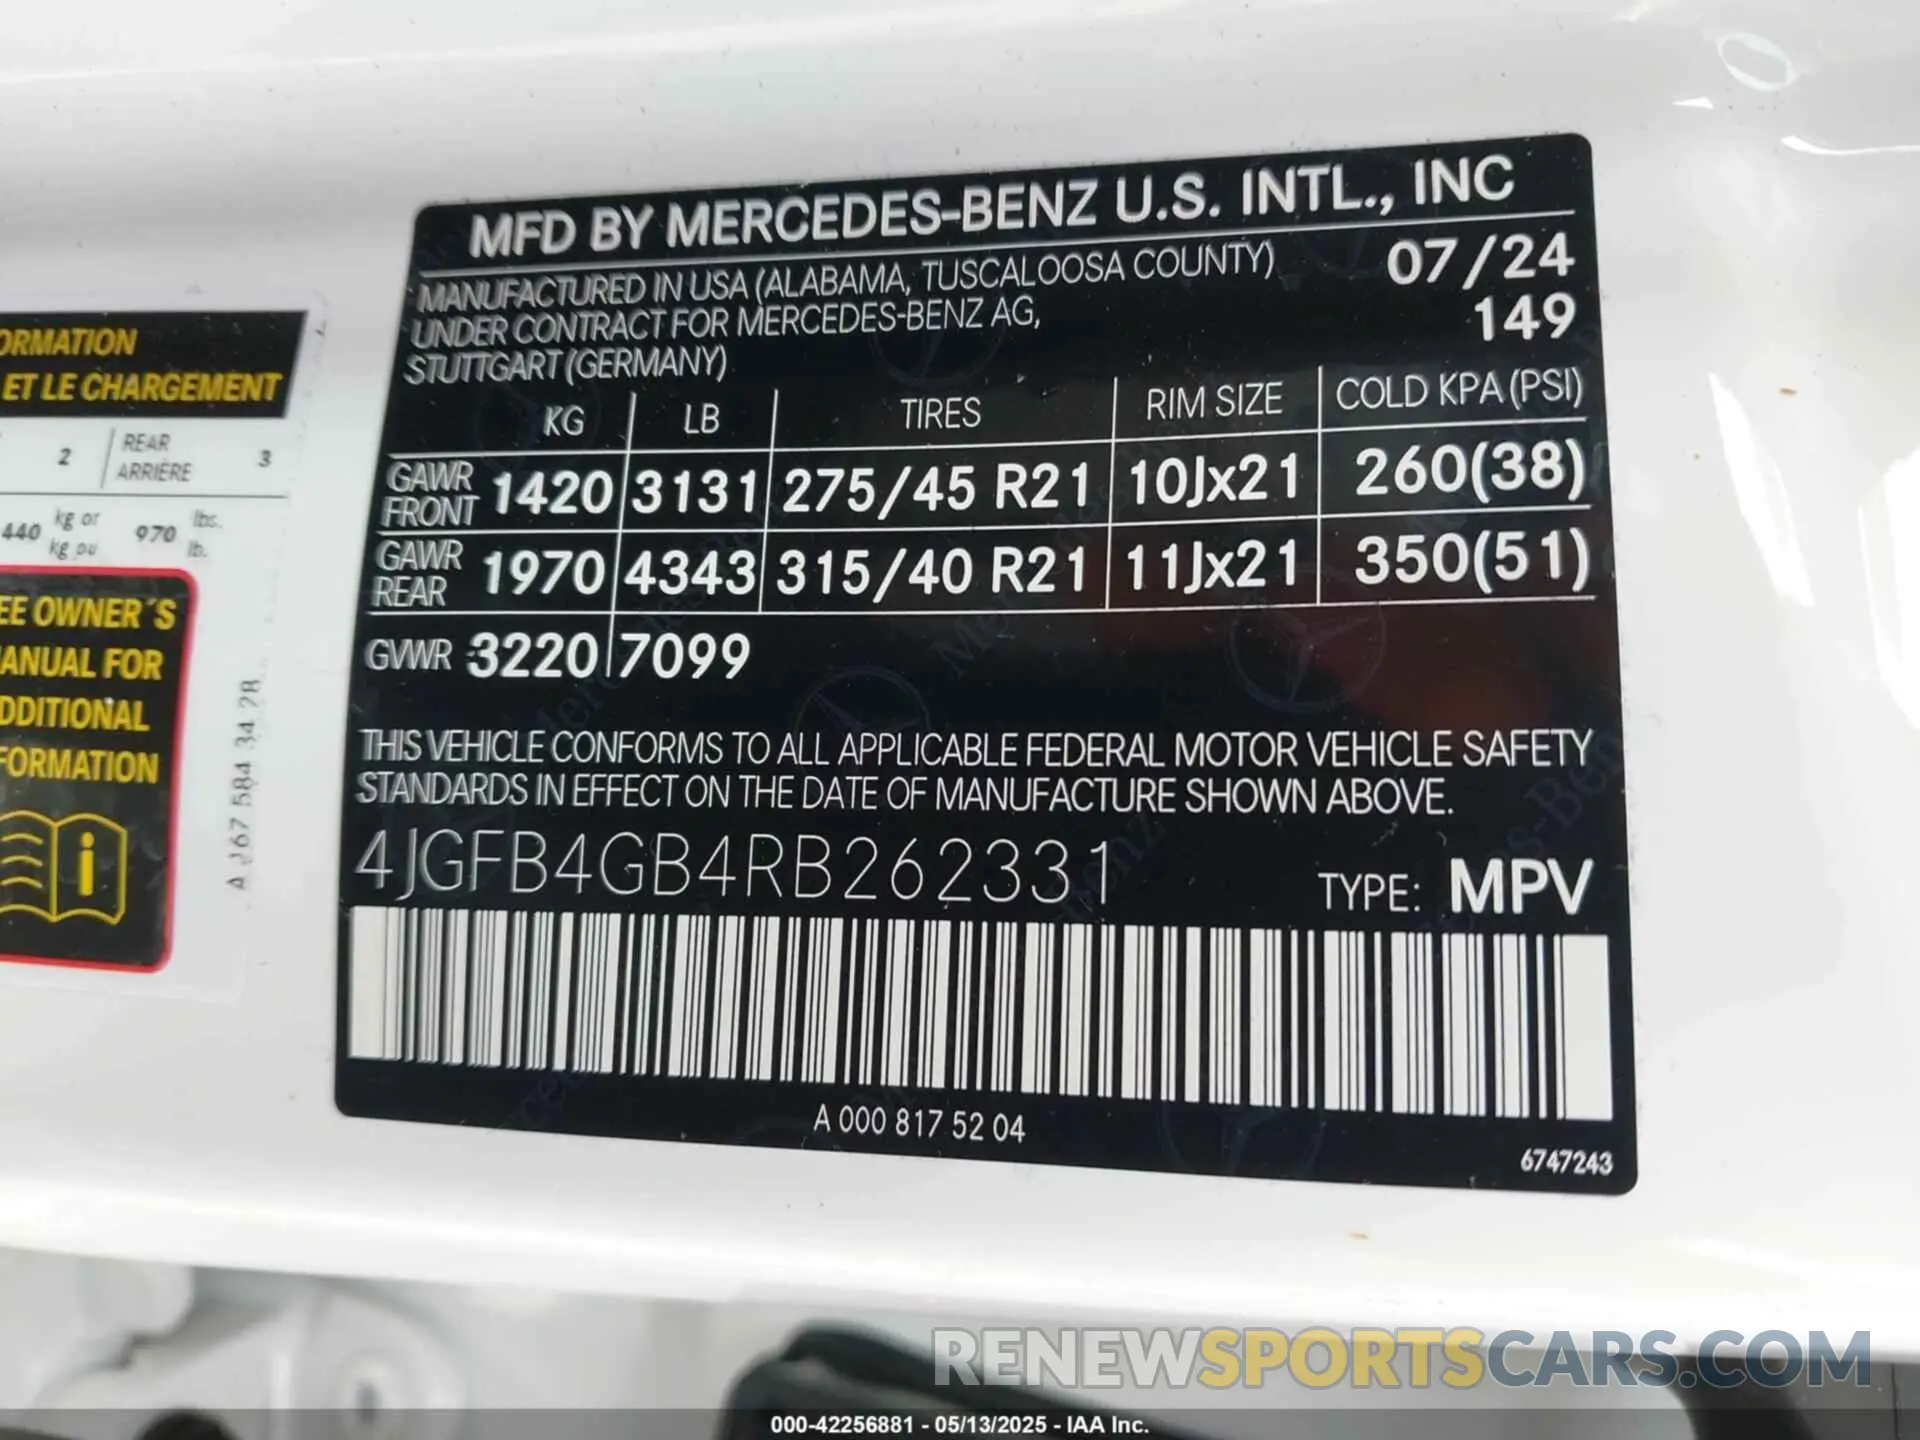 MFD BY MERCEDES-BENZ U.S. INTL., INC
MANUFACTURED IN USA (ALABAMA, TUSCALOOSA COUNTY)
UNDER CONTRACT FOR MERCEDES-BENZ AG,
STUTTGART (GERMANY)
07/24
149
KG LB TIRES RIM SIZE COLD KPA (PSI)
GAWR FRONT 1420 3131 275/45 R21 10Jx21 260(38)
GAWR REAR 1970 4343 315/40 R21 11Jx21 350(51)
GVWR 3220 7099
THIS VEHICLE CONFORMS TO ALL APPLICABLE FEDERAL MOTOR VEHICLE SAFETY
STANDARDS IN EFFECT ON THE DATE OF MANUFACTURE SHOWN ABOVE.
4JGFB4GB4RB262331
TYPE: MPV
A 000 817 52 04
6747243
ORMATION
ET LE CHARGEMENT
2 REAR 3
ARRIÈRE
440 kg or 970 lbs.
kg ou lb.
EE OWNER'S
ANUAL FOR
DDITIONAL
FORMATION
A 167 584 34 28
RENEWSPORTSCARS.COM
000-42256881 - 05/13/2025 - IAA Inc.